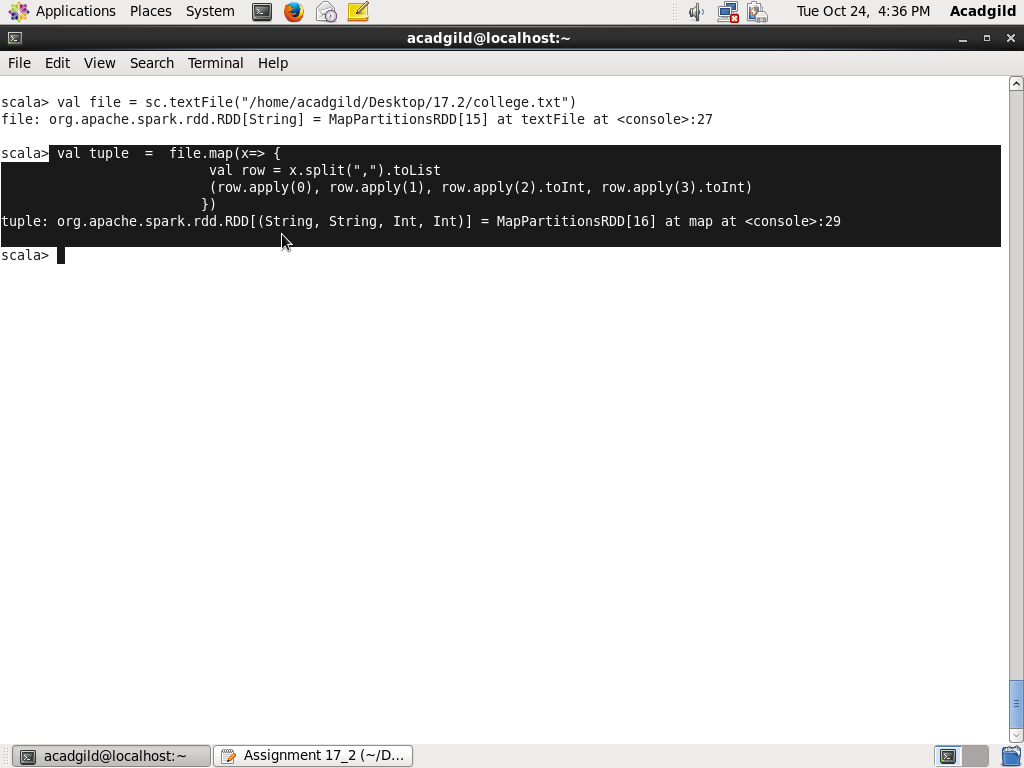 Applications Places System Tue Oct 24, 4:36 PM Acadgild
acadgild@localhost:~
File Edit View Search Terminal Help
scala> val file = sc.textFile("/home/acadgild/Desktop/17.2/college.txt")
file: org.apache.spark.rdd.RDD[String] = MapPartitionsRDD[15] at textFile at <console>:27
scala> val tuple  =  file.map(x=> {
                          val row = x.split(",").toList
                          (row.apply(0), row.apply(1), row.apply(2).toInt, row.apply(3).toInt)
                         })
tuple: org.apache.spark.rdd.RDD[(String, String, Int, Int)] = MapPartitionsRDD[16] at map at <console>:29
scala>
acadgild@localhost:~ Assignment 17_2 (~/D...